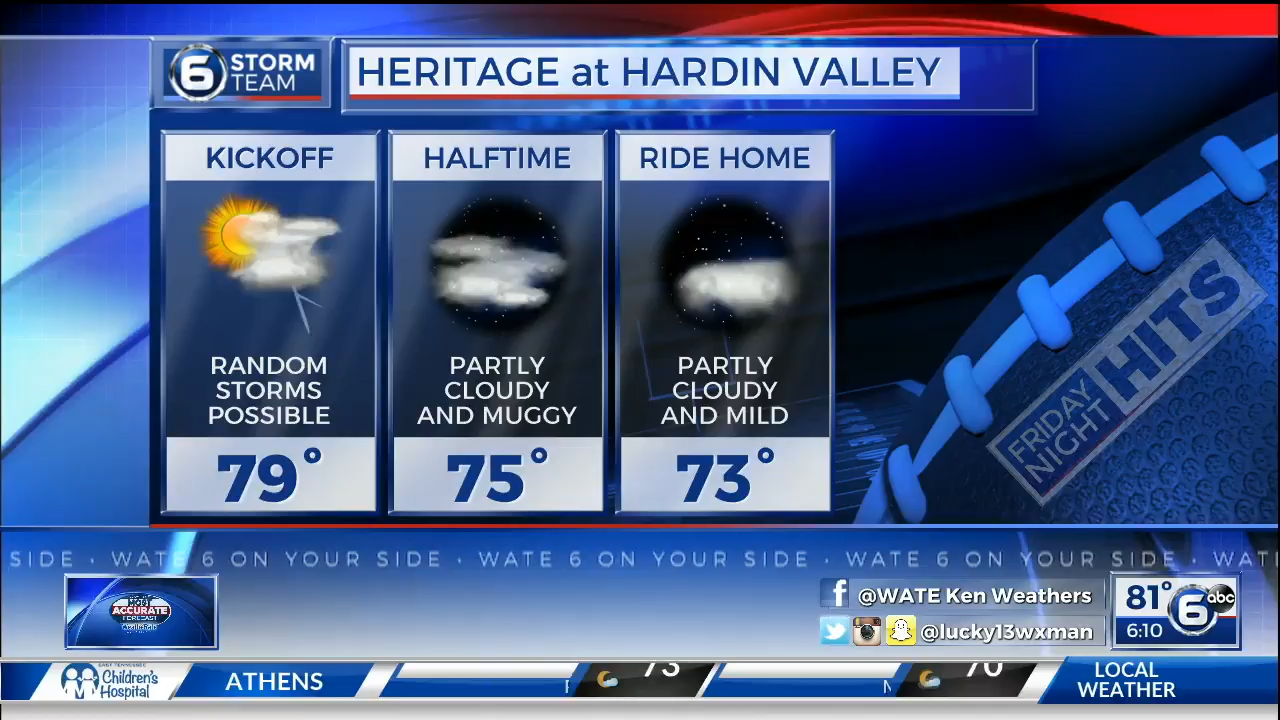 6 STORM TEAM
HERITAGE at HARDIN VALLEY
KICKOFF
RANDOM
STORMS
POSSIBLE
79°
HALFTIME
PARTLY
CLOUDY
AND MUGGY
75°
RIDE HOME
PARTLY
CLOUDY
AND MILD
73°
FRIDAY
NIGHT
HITS
SIDE • WATE 6 ON YOUR SIDE • WATE 6 ON YOUR SIDE • WATE 6 ON YOUR SIDE • WAT
MOST
ACCURATE
FORECAST
f @WATE Ken Weathers
@lucky13wxman
81°
6:10
6 abc
EAST TENNESSEE
Children's
Hospital
ATHENS
73
70
LOCAL
WEATHER